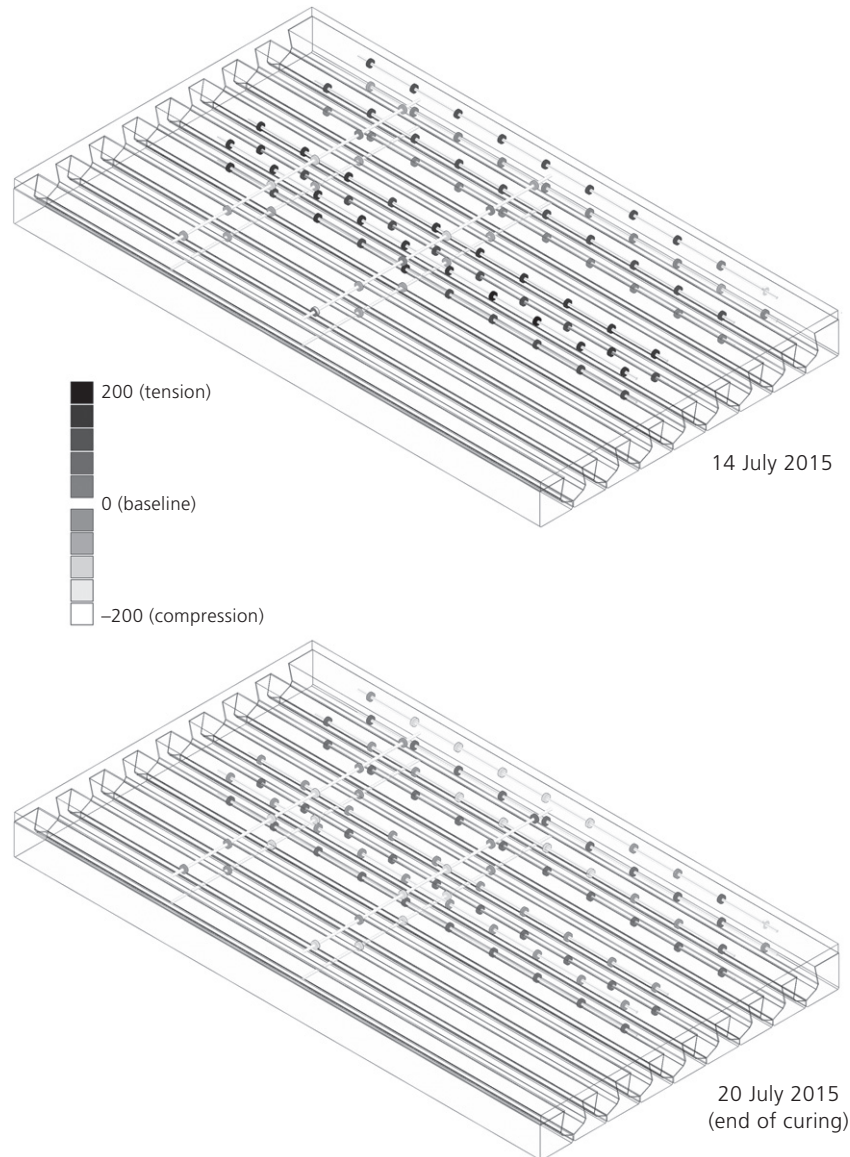 200 (tension)
0 (baseline)
–200 (compression)
14 July 2015
20 July 2015
(end of curing)